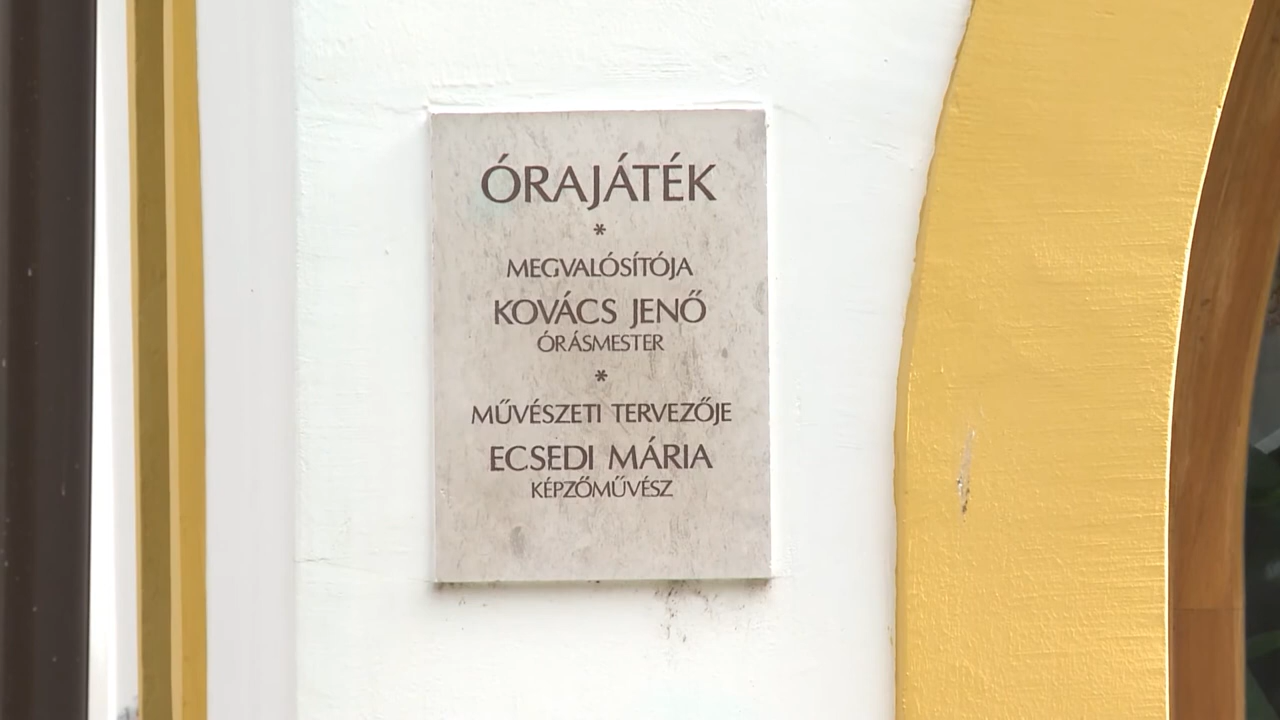 ÓRAJÁTÉK
*
MEGVALÓSÍTÓJA
KOVÁCS JENŐ
ÓRÁSMESTER
*
MŰVÉSZETI TERVEZŐJE
ECSEDI MÁRIA
KÉPZŐMŰVÉSZ